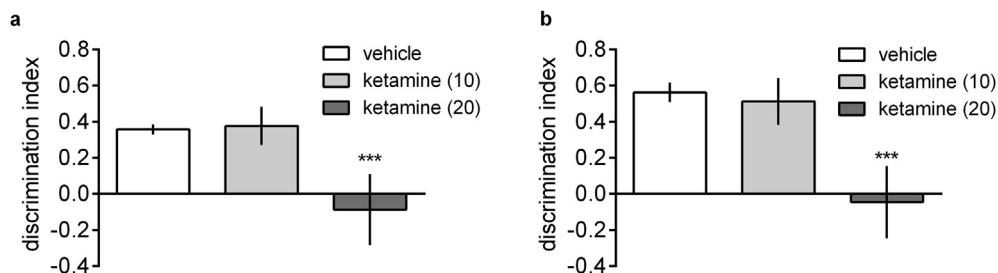 a
discrimination index
0.8
0.6
0.4
0.2
0.0
-0.2
-0.4
vehicle
ketamine (10)
ketamine (20)
***
b
discrimination index
0.8
0.6
0.4
0.2
0.0
-0.2
-0.4
vehicle
ketamine (10)
ketamine (20)
***